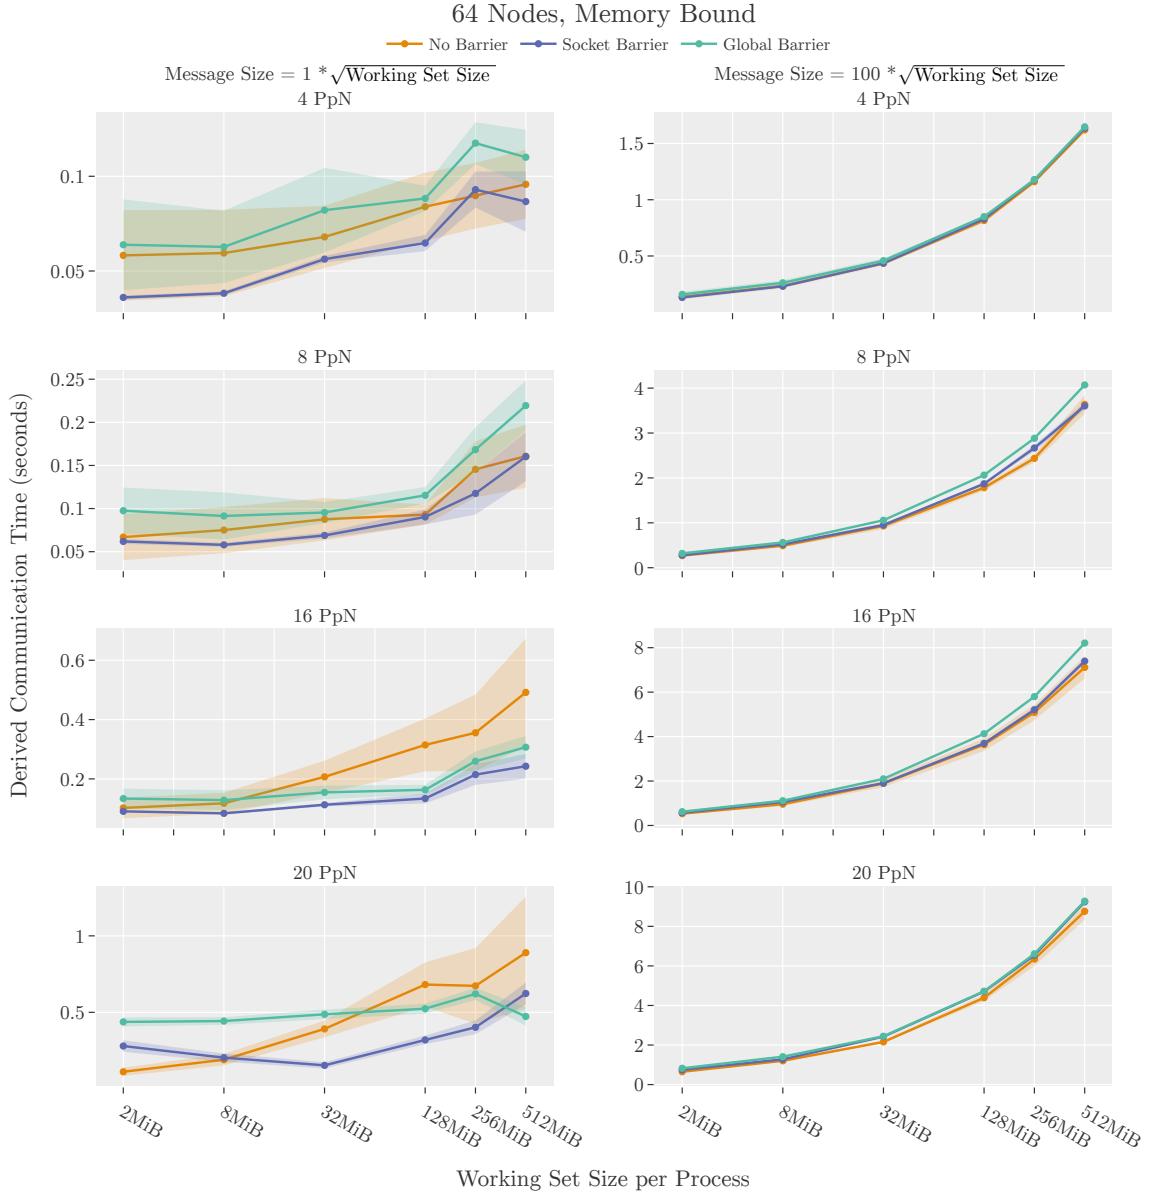 64 Nodes, Memory Bound
No Barrier Socket Barrier Global Barrier
Message Size = 1 *√Working Set Size
Message Size = 100 *√Working Set Size
4 PpN
4 PpN
0.1
0.05
1.5
1
0.5
8 PpN
8 PpN
0.25
0.2
0.15
0.1
0.05
4
3
2
1
0
16 PpN
16 PpN
0.6
0.4
0.2
8
6
4
2
0
20 PpN
20 PpN
1
0.5
10
8
6
4
2
0
2MiB
8MiB
32MiB
128MiB
256MiB
512MiB
2MiB
8MiB
32MiB
128MiB
256MiB
512MiB
Derived Communication Time (seconds)
Working Set Size per Process